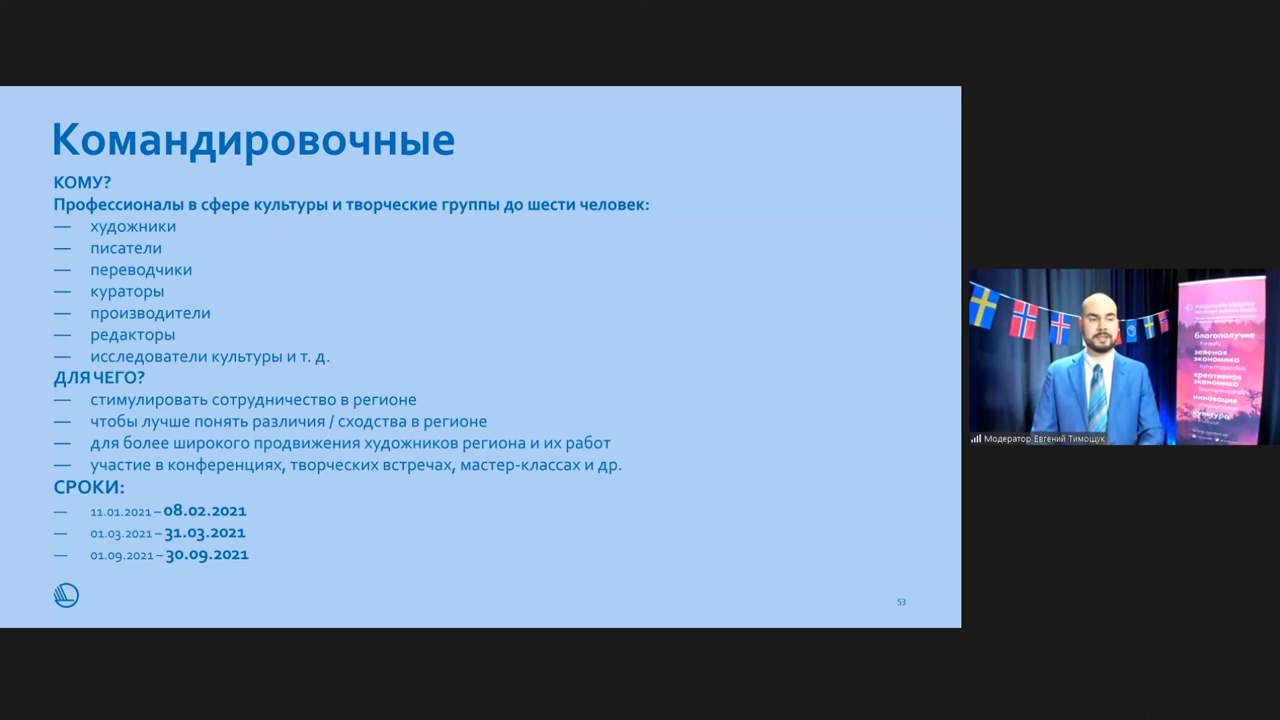 Командировочные
КОМУ?
Профессионалы в сфере культуры и творческие группы до шести человек:
— художники
— писатели
— переводчики
— кураторы
— производители
— редакторы
— исследователи культуры и т. д.
ДЛЯ ЧЕГО?
— стимулировать сотрудничество в регионе
— чтобы лучше понять различия / сходства в регионе
— для более широкого продвижения художников региона и их работ
— участие в конференциях, творческих встречах, мастер-классах и др.
СРОКИ:
— 11.01.2021 – 08.02.2021
— 01.03.2021 – 31.03.2021
— 01.09.2021 – 30.09.2021
53
благополучие
зеленая
экономика
креативная
экономика
инновация
культура
Модератор Евгений Тимощук